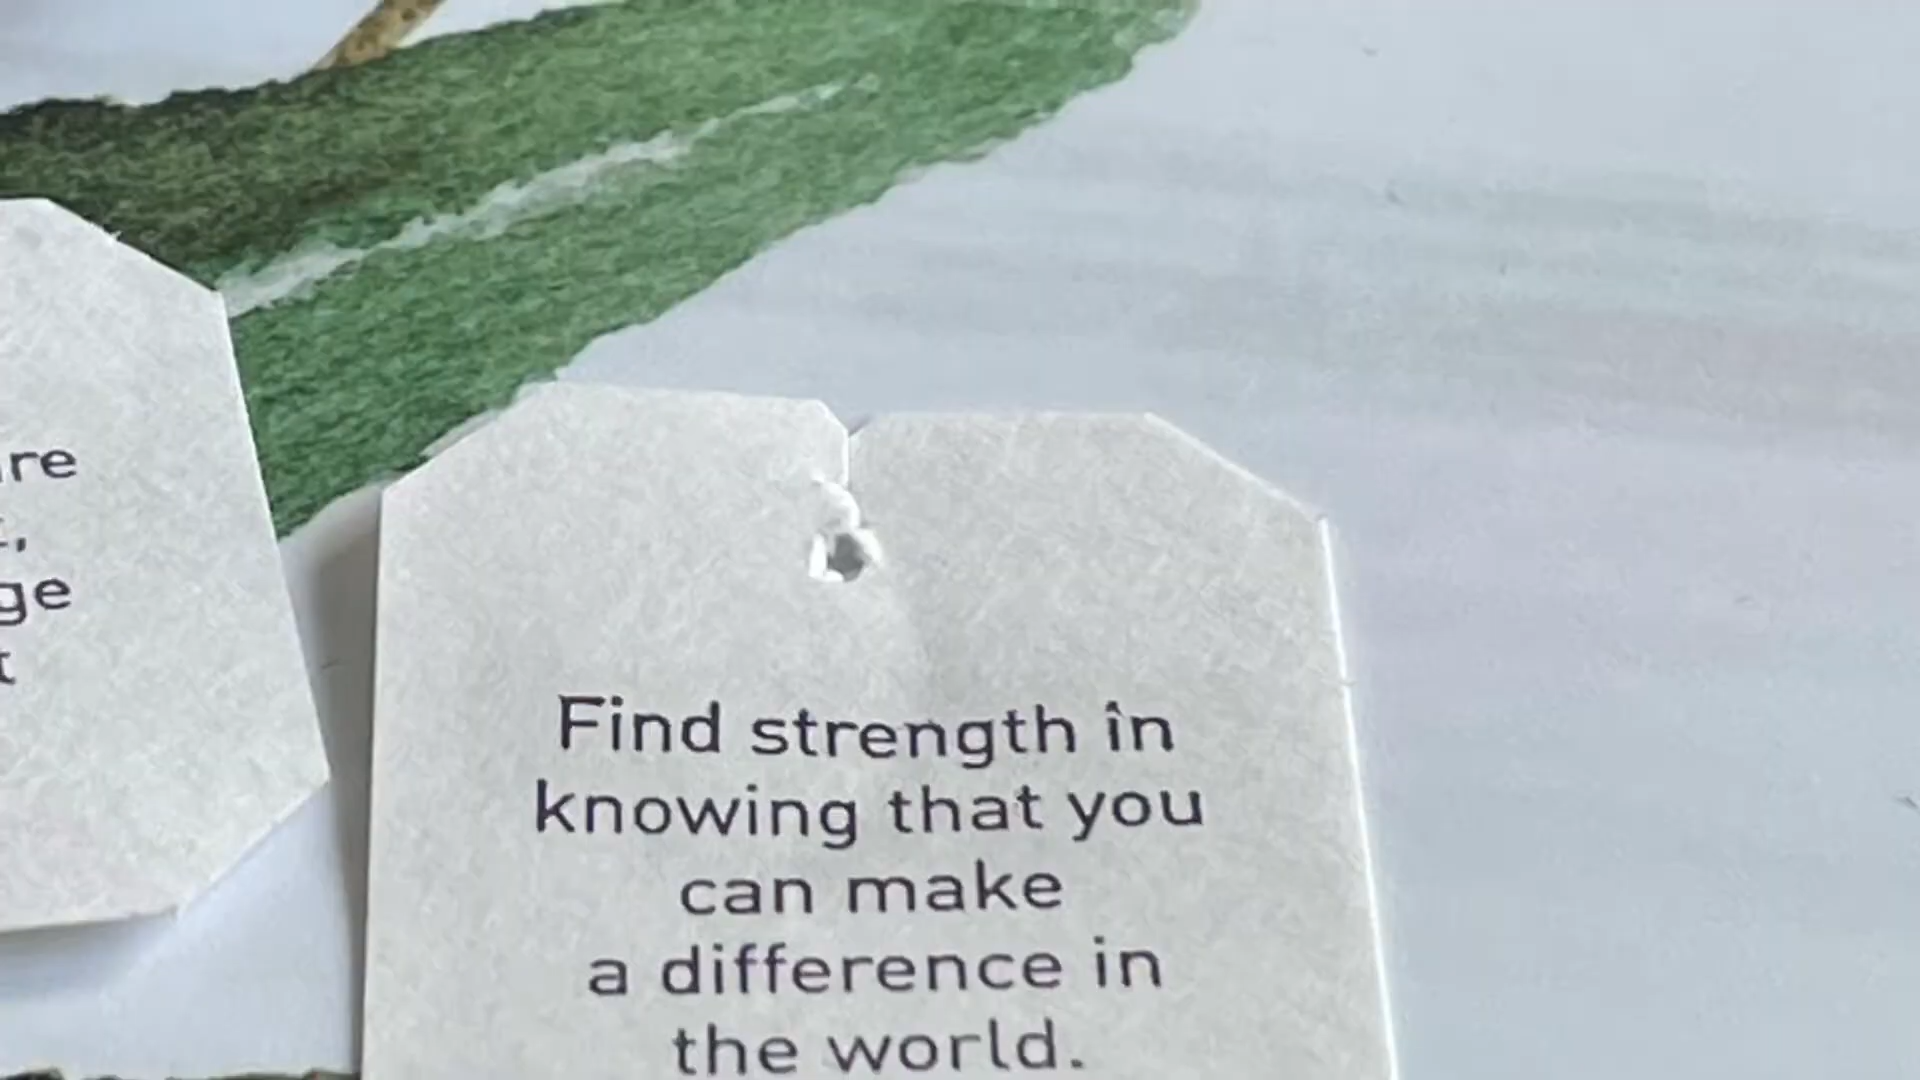 Find strength in
knowing that you
can make
a difference in
the world.